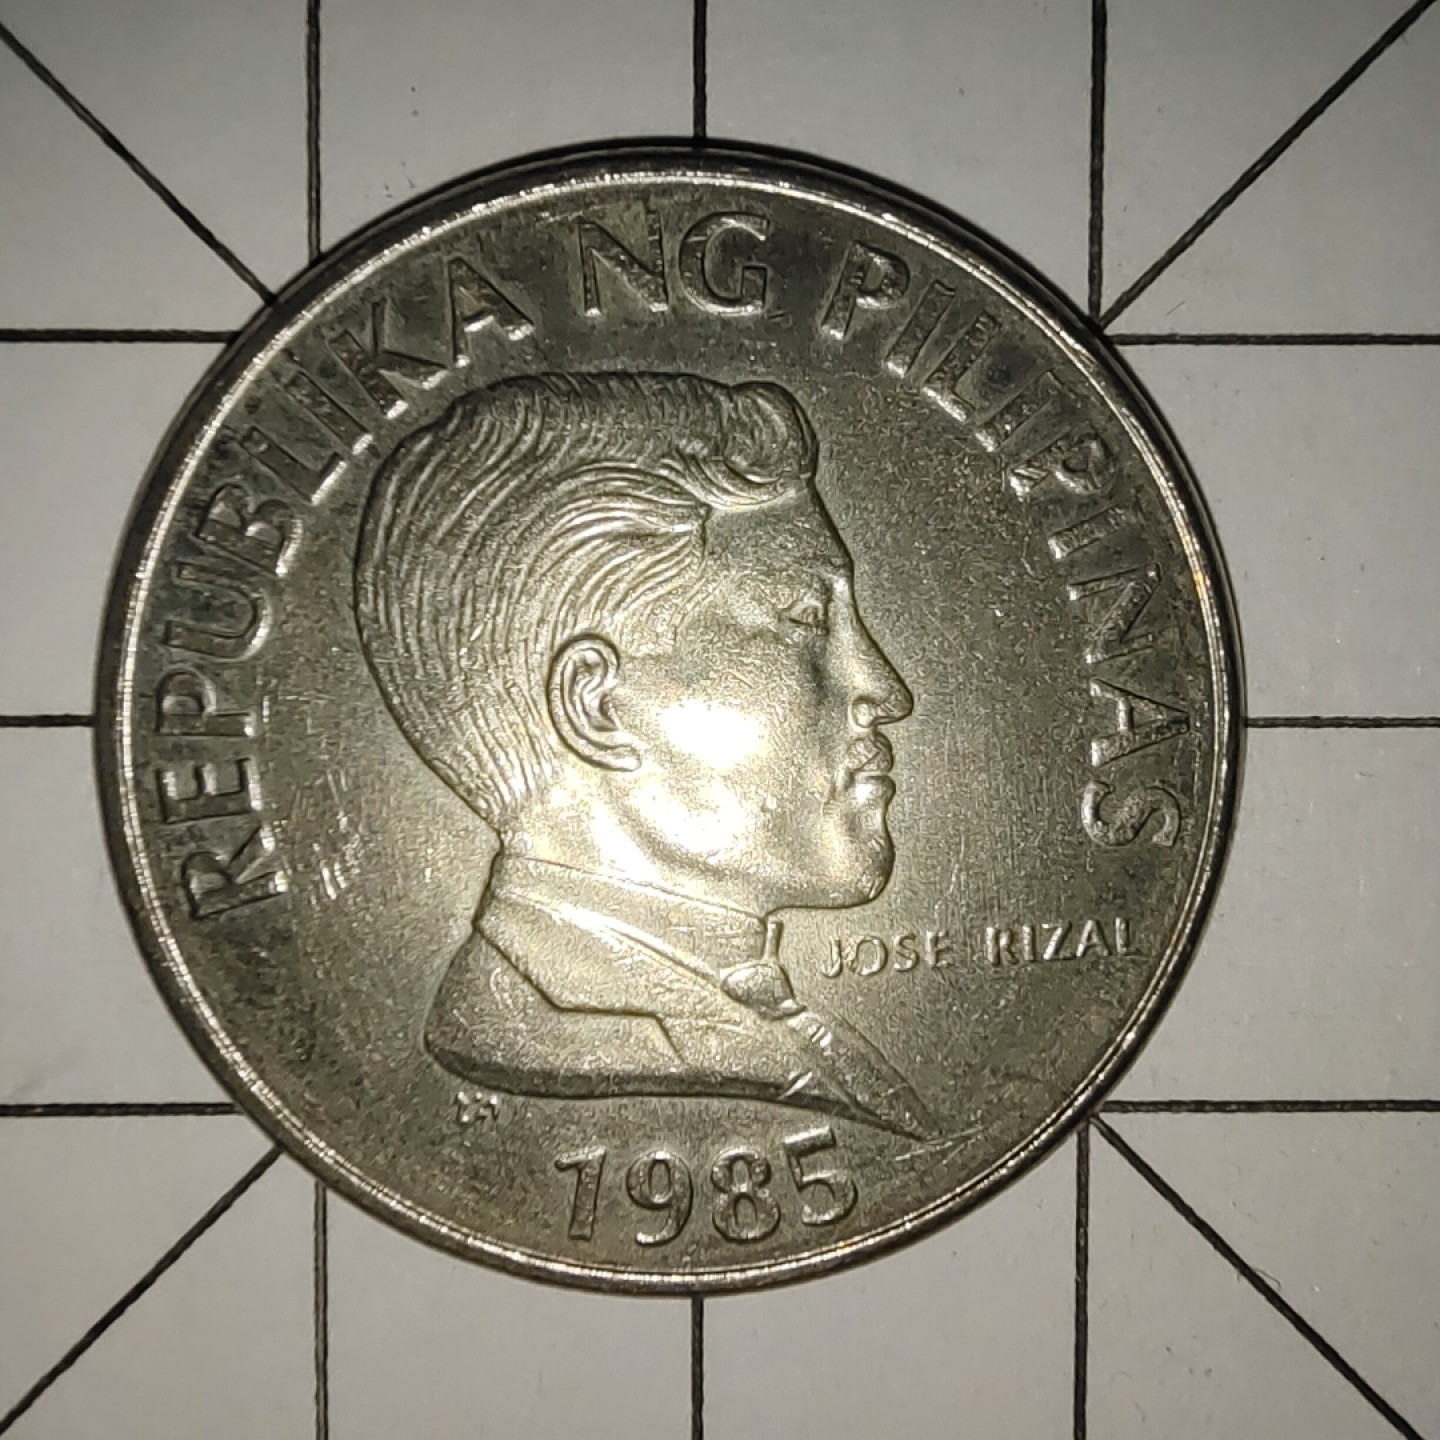 REPUBLIKA NG PILIPINAS
JOSE RIZAL
1985